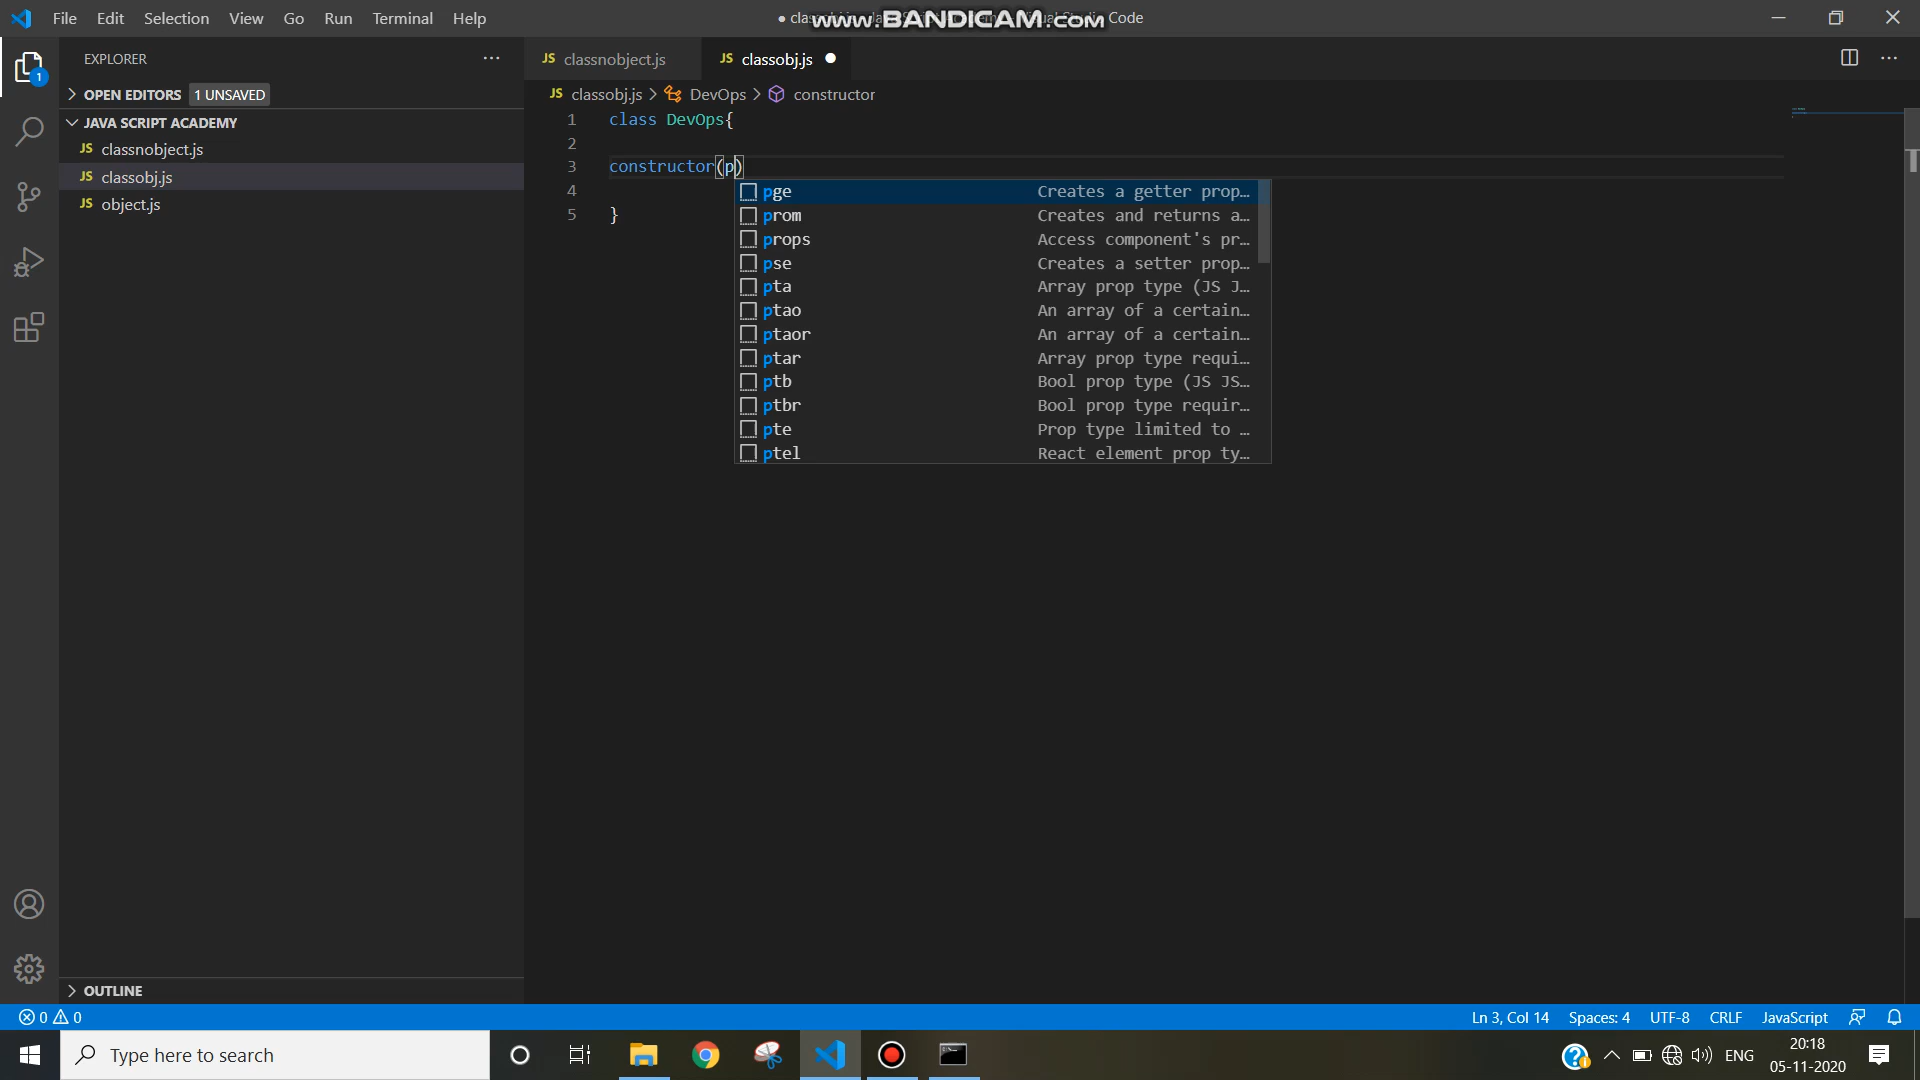 File Edit Selection View Go Run Terminal Help
www.BANDICAM.com
Code
EXPLORER
OPEN EDITORS 1 UNSAVED
JAVA SCRIPT ACADEMY
JS classnobject.js
JS classobj.js
JS object.js
OUTLINE
JS classnobject.js JS classobj.js
JS classobj.js > DevOps > constructor
1 class DevOps{
2
3 constructor(p)
4
5 }
pge Creates a getter prop…
prom Creates and returns a…
props Access component's pr…
pse Creates a setter prop…
pta Array prop type (JS J…
ptao An array of a certain…
ptaor An array of a certain…
ptar Array prop type requi…
ptb Bool prop type (JS JS…
ptbr Bool prop type requir…
pte Prop type limited to …
ptel React element prop ty…
0 0
Ln 3, Col 14 Spaces: 4 UTF-8 CRLF JavaScript
Type here to search
ENG
20:18
05-11-2020
1